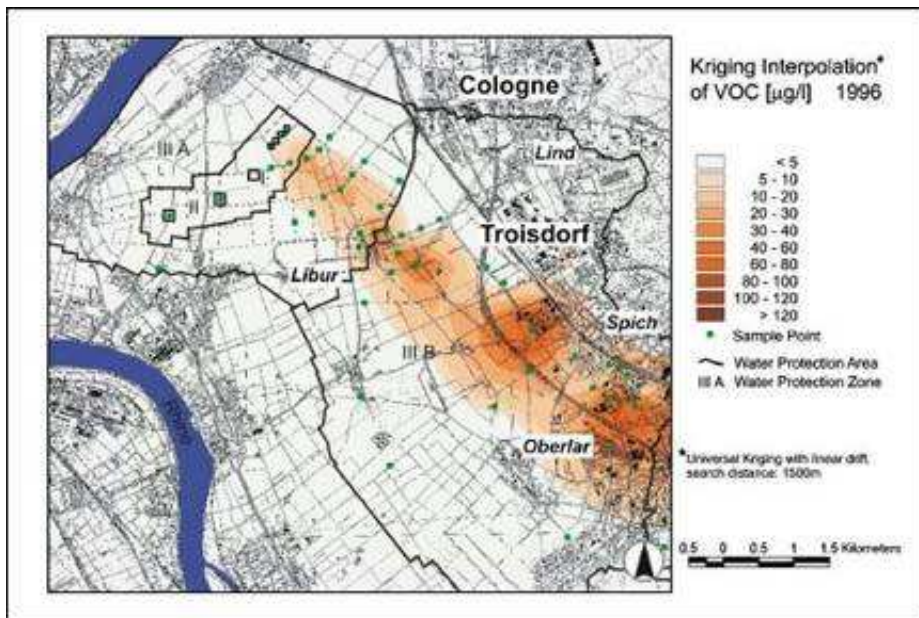 Kriging Interpolation*
of VOC [µg/l] 1996
< 5
5 - 10
10 - 20
20 - 30
30 - 40
40 - 60
60 - 80
80 - 100
100 - 120
> 120
Sample Point
Water Protection Area
III A Water Protection Zone
*Universal Kriging with linear drift,
search distance: 1500m
0.5 0 0.5 1 1.5 Kilometers
Cologne
Lind
III A
II
Troisdorf
Libur
Spich
III B
Oberlar